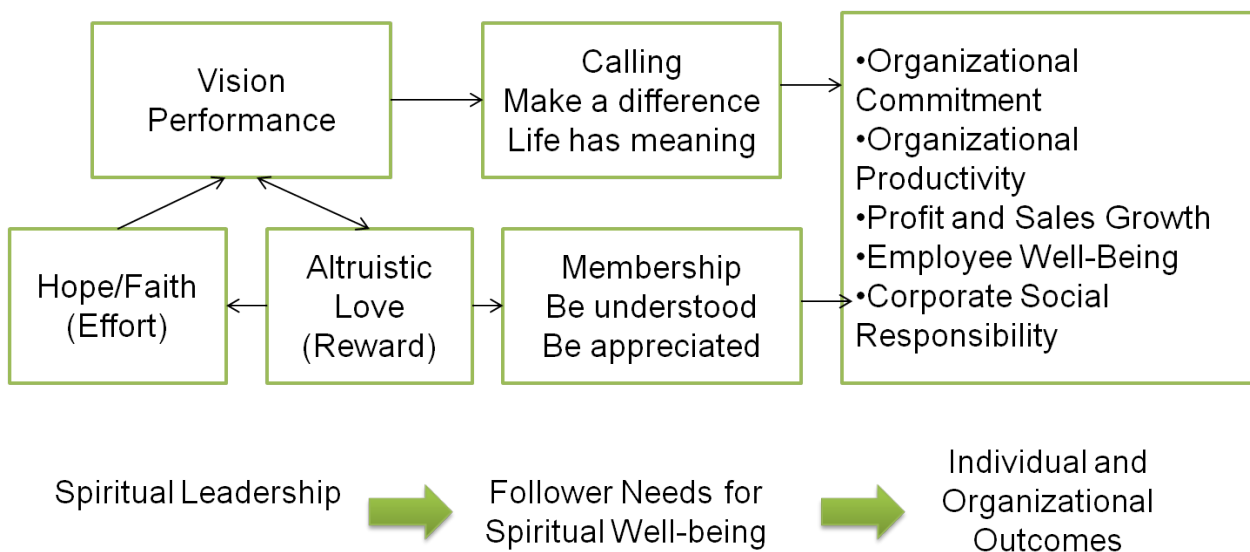 Vision
Performance
Calling
Make a difference
Life has meaning
•Organizational
Commitment
•Organizational
Productivity
•Profit and Sales Growth
•Employee Well-Being
•Corporate Social
Responsibility
Hope/Faith
(Effort)
Altruistic
Love
(Reward)
Membership
Be understood
Be appreciated
Spiritual Leadership
Follower Needs for
Spiritual Well-being
Individual and
Organizational
Outcomes